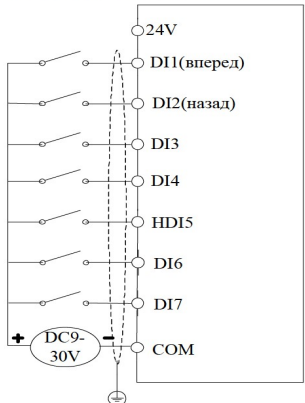 24V
DI1(вперед)
DI2(назад)
DI3
DI4
HDI5
DI6
DI7
+
DC9-
30V
−
COM